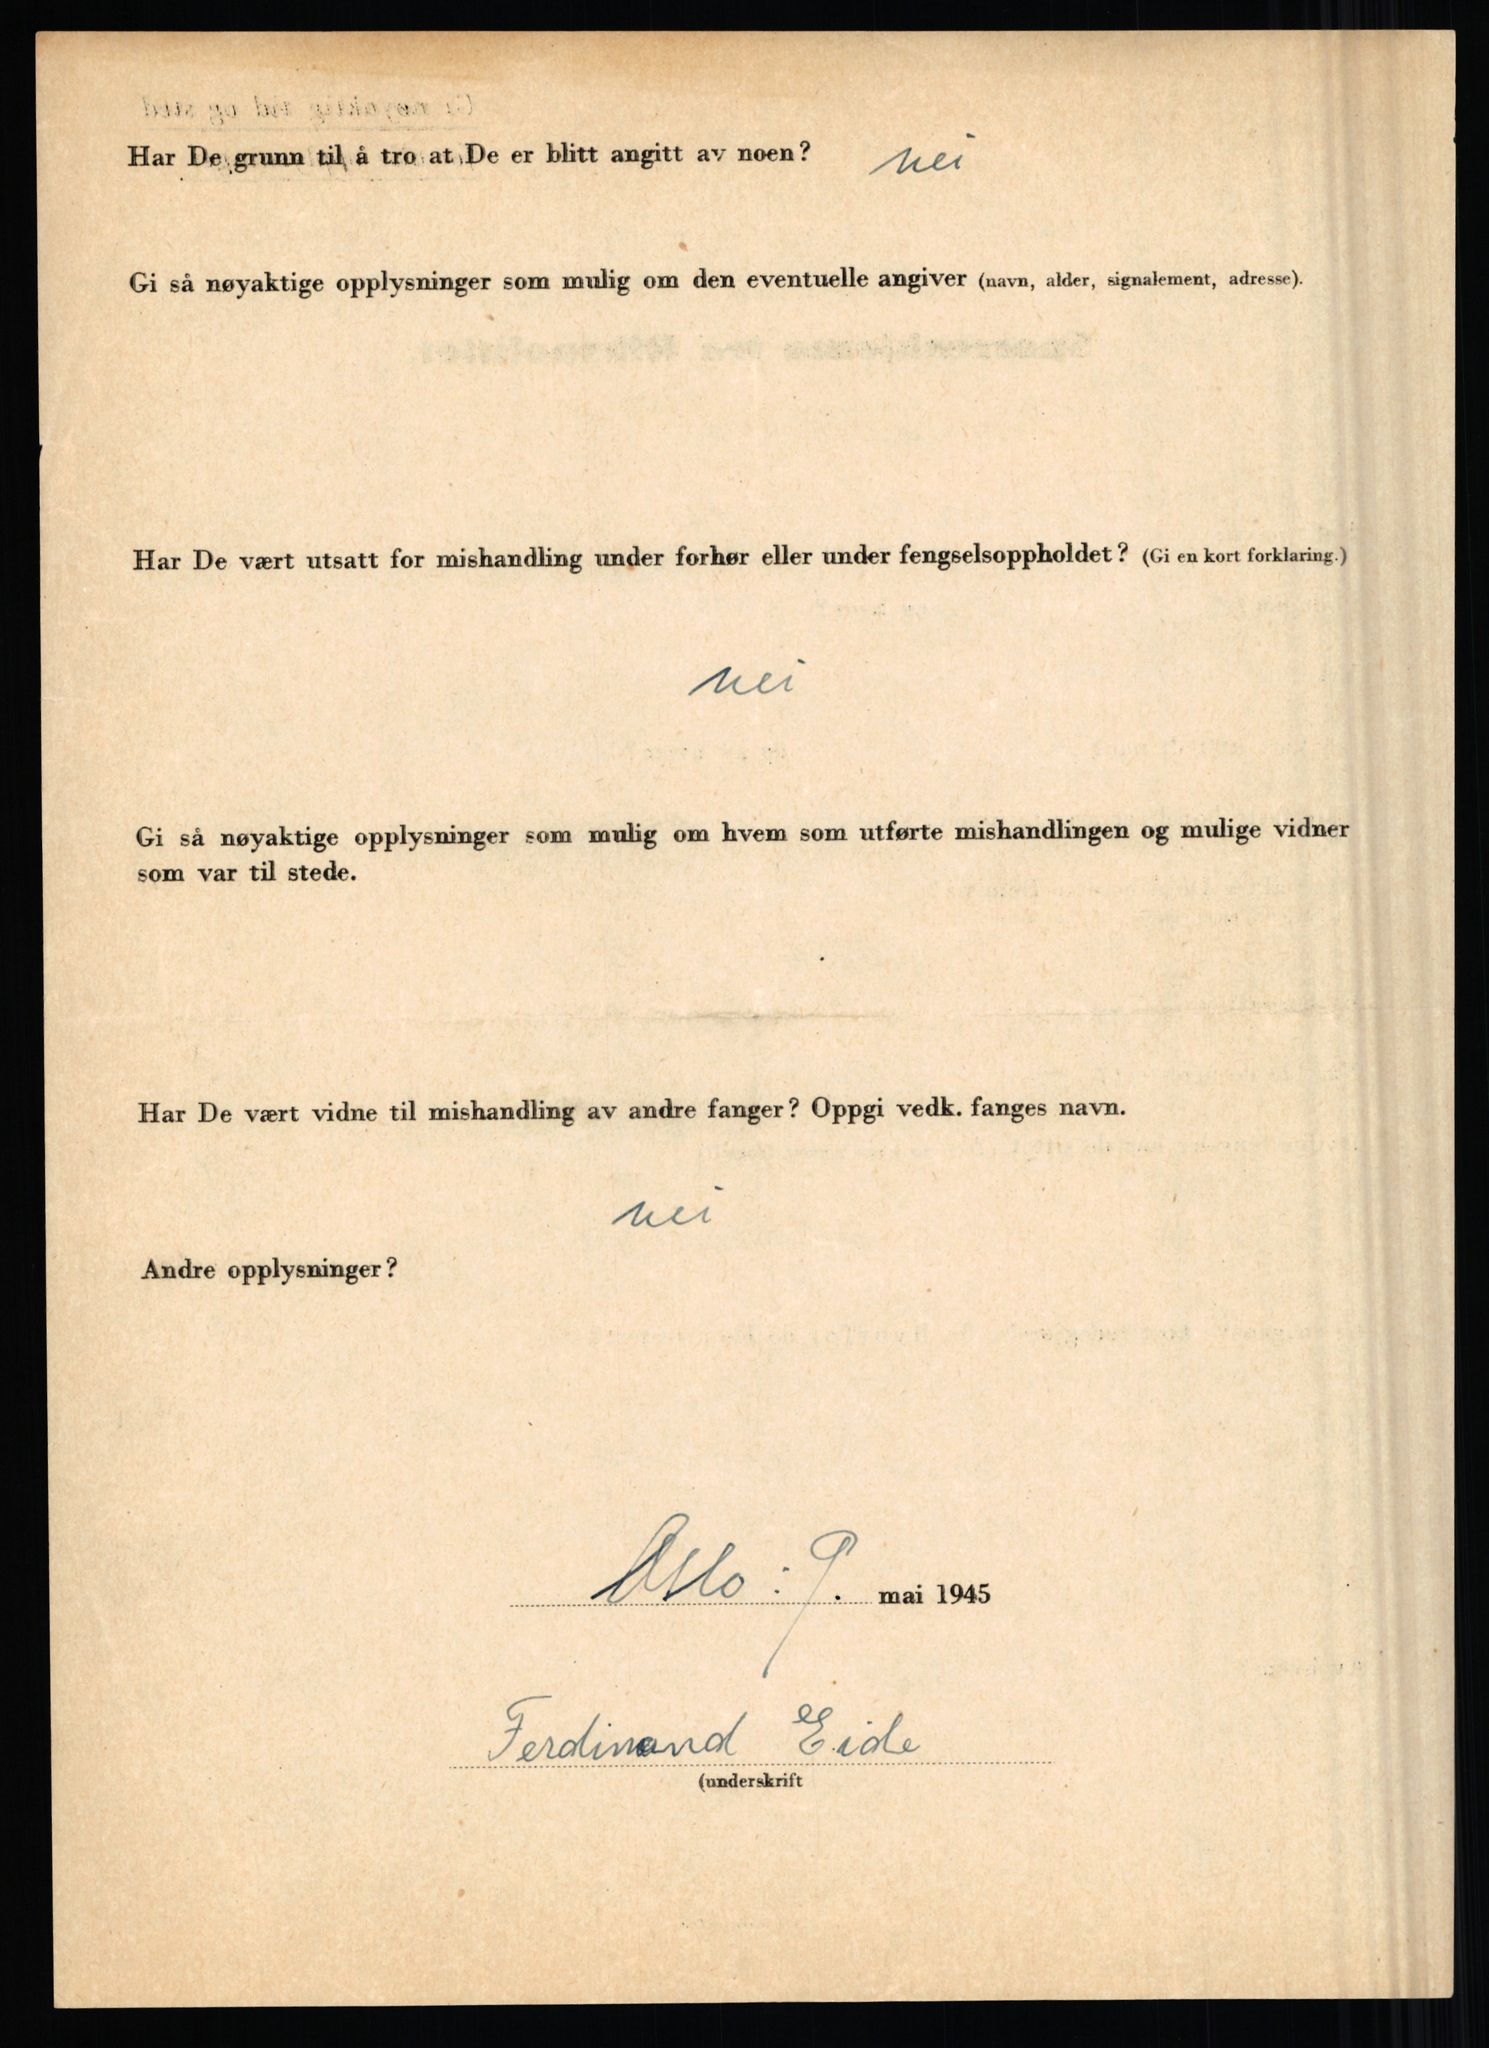 Har De grunn til å tro at De er blitt angitt av noen? nei
Gi så nøyaktige opplysninger som mulig om den eventuelle angiver (navn, alder, signalement, adresse).
Har De vært utsatt for mishandling under forhør eller under fengselsoppholdet? (Gi en kort forklaring.)
nei
Gi så nøyaktige opplysninger som mulig om hvem som utførte mishandlingen og mulige vidner
som var til stede.
Har De vært vidne til mishandling av andre fanger? Oppgi vedk. fanges navn.
nei
Andre opplysninger?
Oslo : 9. mai 1945
Ferdinand Eide
(underskrift